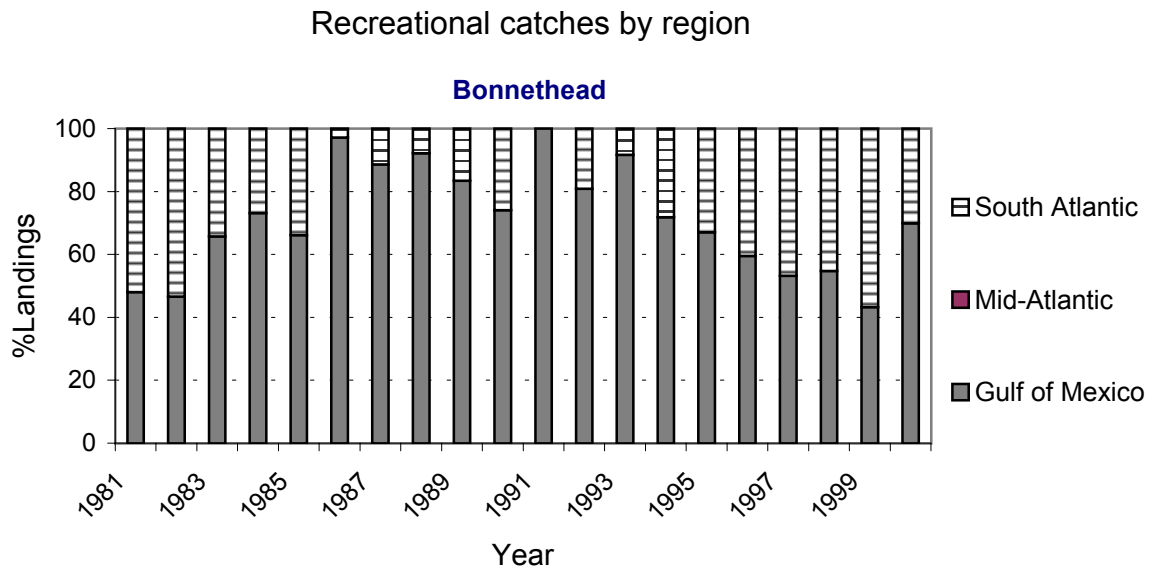 Recreational catches by region
Bonnethead
100
80
60
40
20
0
%Landings
1981
1983
1985
1987
1989
1991
1993
1995
1997
1999
Year
South Atlantic
Mid-Atlantic
Gulf of Mexico